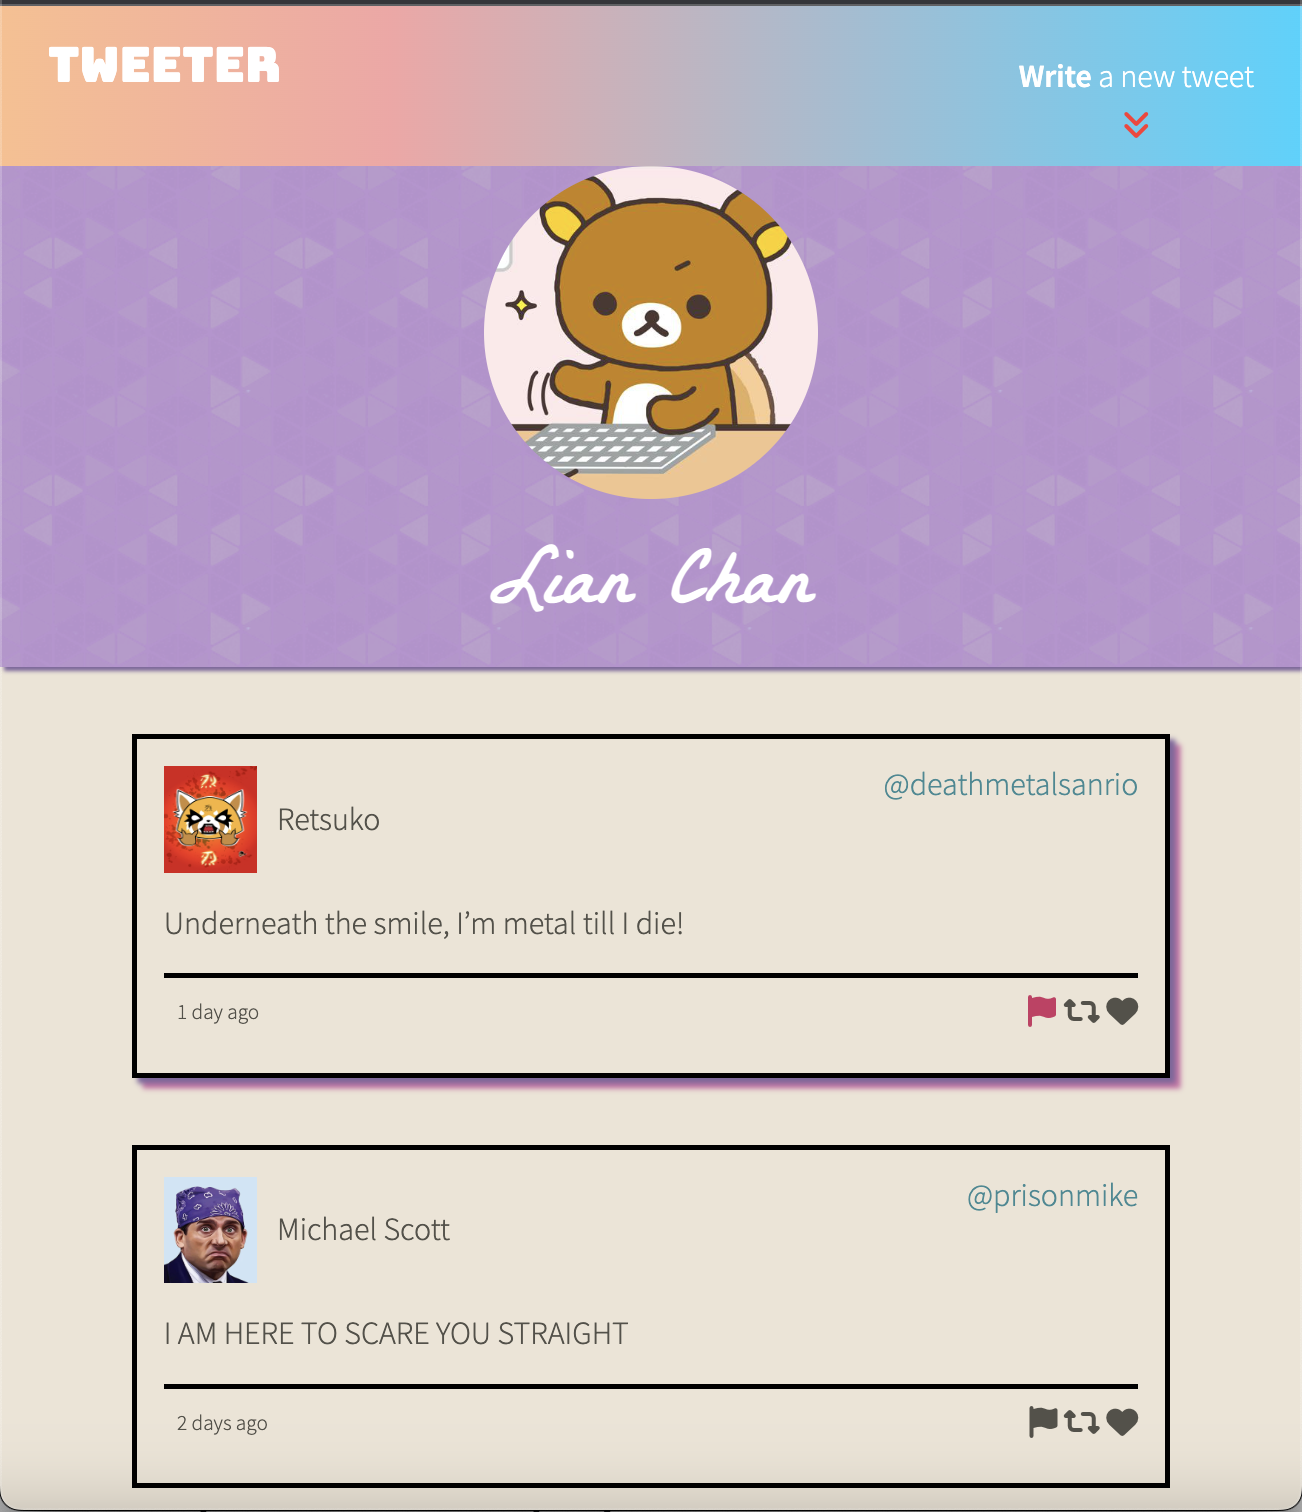 TWEETER
Write a new tweet
Lian Chan
@deathmetalsanrio
Retsuko
Underneath the smile, I’m metal till I die!
1 day ago
@prisonmike
Michael Scott
I AM HERE TO SCARE YOU STRAIGHT
2 days ago